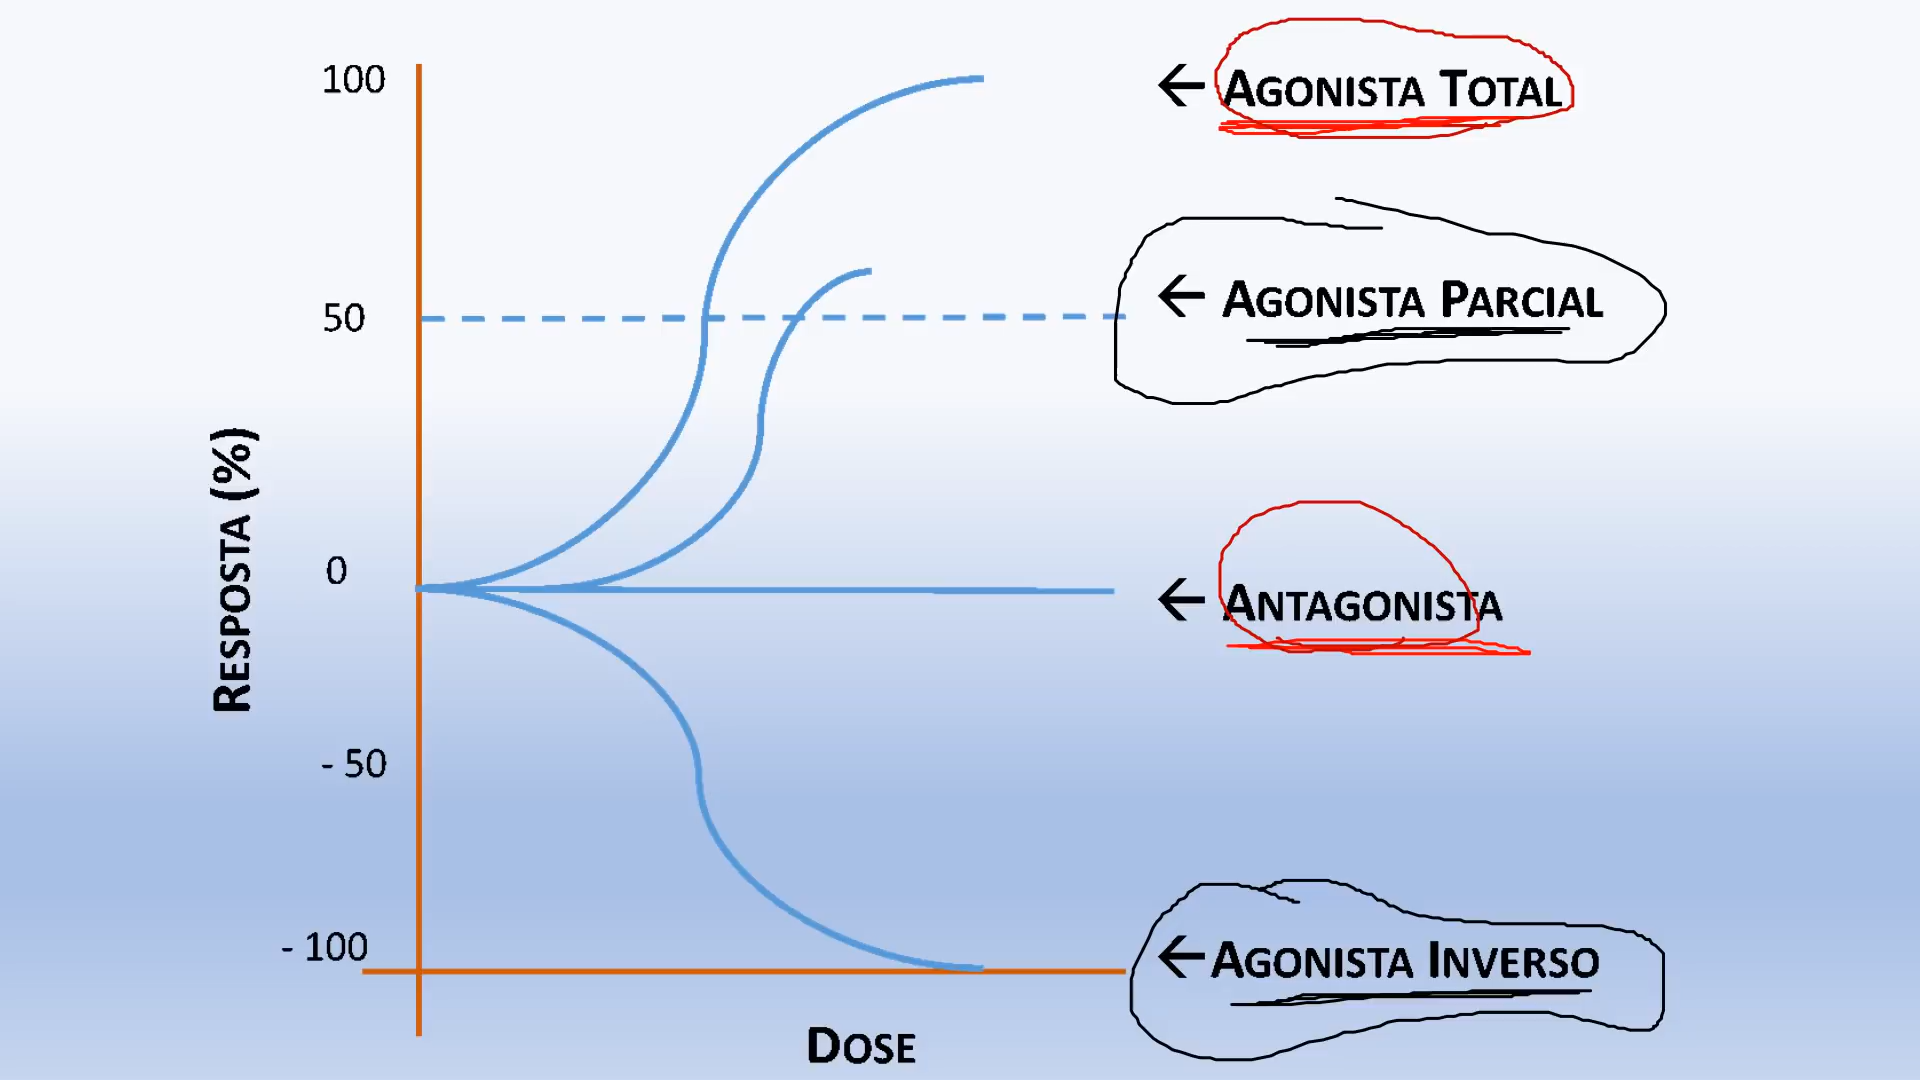 100
← AGONISTA TOTAL
50
← AGONISTA PARCIAL
RESPOSTA (%)
0
← ANTAGONISTA
- 50
- 100
← AGONISTA INVERSO
DOSE